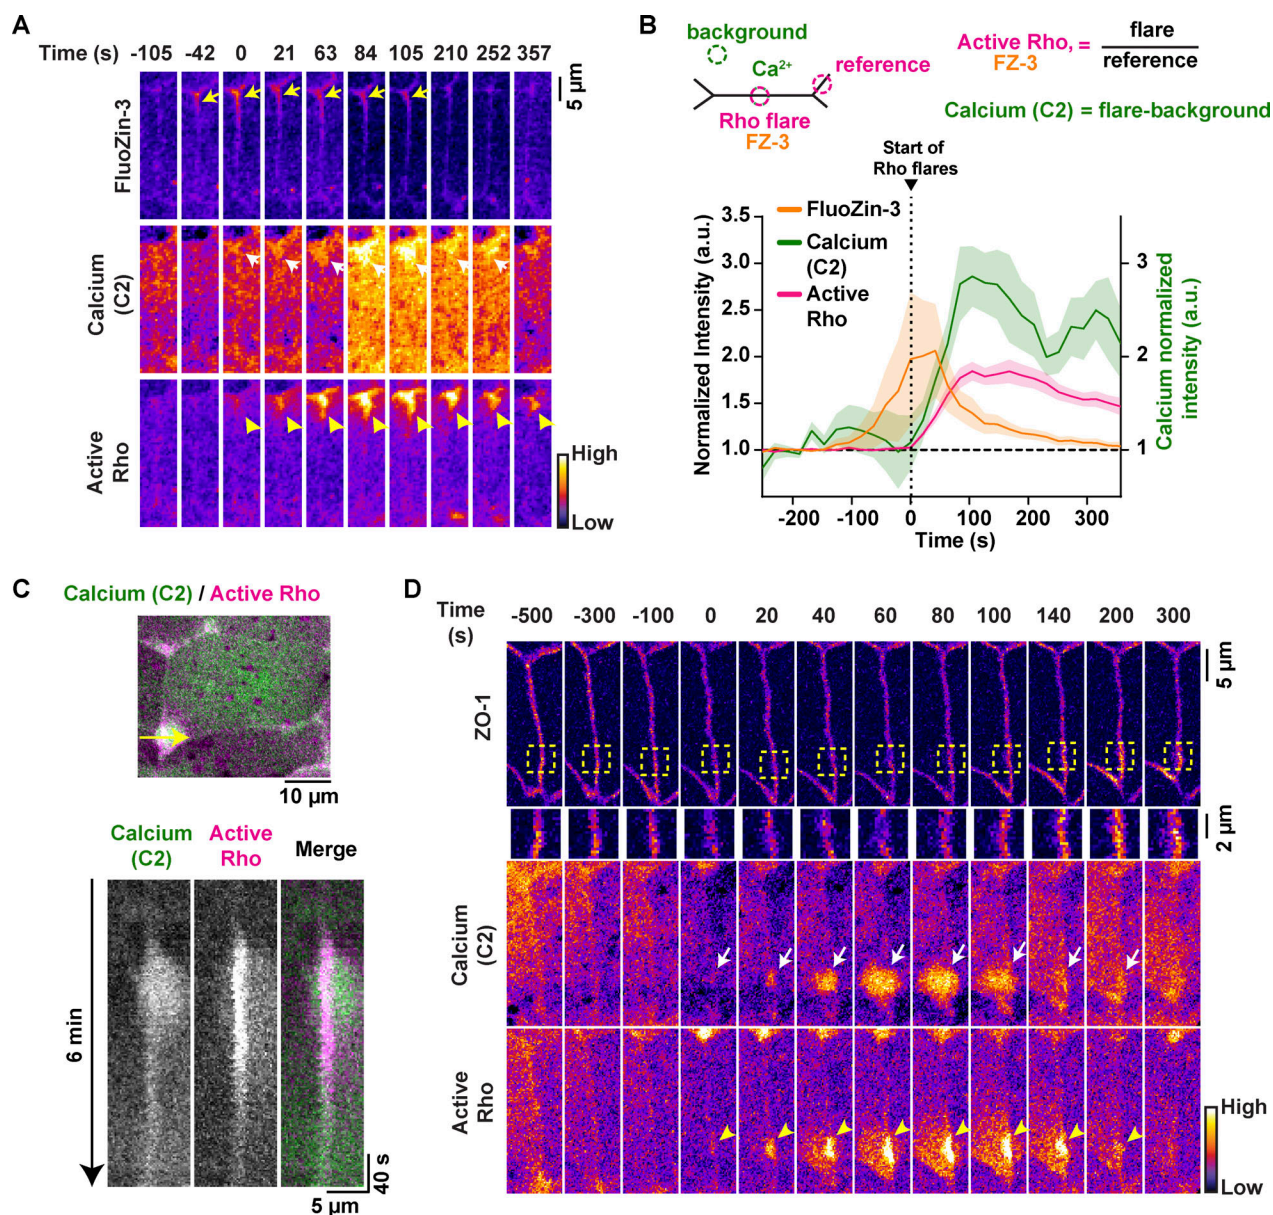 A
Time (s) -105 -42 0 21 63 84 105 210 252 357
5 µm
FluoZin-3
Calcium
(C2)
Active
Rho
High
Low
B
background
Ca²⁺
reference
Rho flare
FZ-3
Active Rho, = flare
FZ-3 reference
Calcium (C2) = flare-background
Start of
Rho flares
FluoZin-3
Calcium
(C2)
Active
Rho
Normalized Intensity (a.u.)
3.5
3.0
2.5
2.0
1.5
1.0
3
2
1
Calcium normalized
intensity (a.u.)
-200 -100 0 100 200 300
Time (s)
C
Calcium (C2) / Active Rho
10 µm
Calcium
(C2)
Active
Rho
Merge
6 min
40 s
5 µm
D
Time
(s)
-500 -300 -100 0 20 40 60 80 100 140 200 300
ZO-1
5 µm
2 µm
Calcium
(C2)
Active
Rho
High
Low